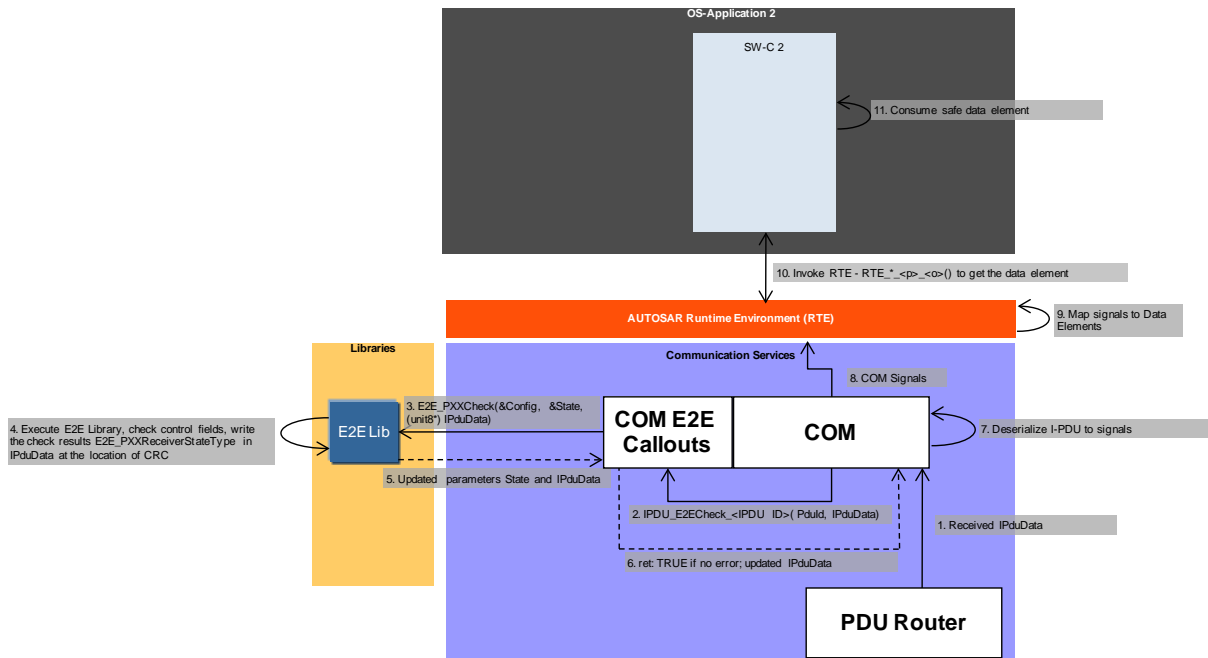 OS-Application 2
SW-C 2
11. Consume safe data element
10. Invoke RTE - RTE_*_<p>_<o>() to get the data element
AUTOSAR Runtime Environment (RTE)
9. Map signals to Data
Elements
Libraries
Communication Services
8. COM Signals
3. E2E_PXXCheck(&Config, &State,
(unit8*) IPduData)
4. Execute E2E Library, check control fields, write
the check results E2E_PXXReceiverStateType in
IPduData at the location of CRC
E2E Lib
COM E2E
Callouts
COM
7. Deserialize I-PDU to signals
5. Updated parameters State and IPduData
2. IPDU_E2ECheck_<IPDU ID>( PduId, IPduData)
1. Received IPduData
6. ret: TRUE if no error; updated IPduData
PDU Router